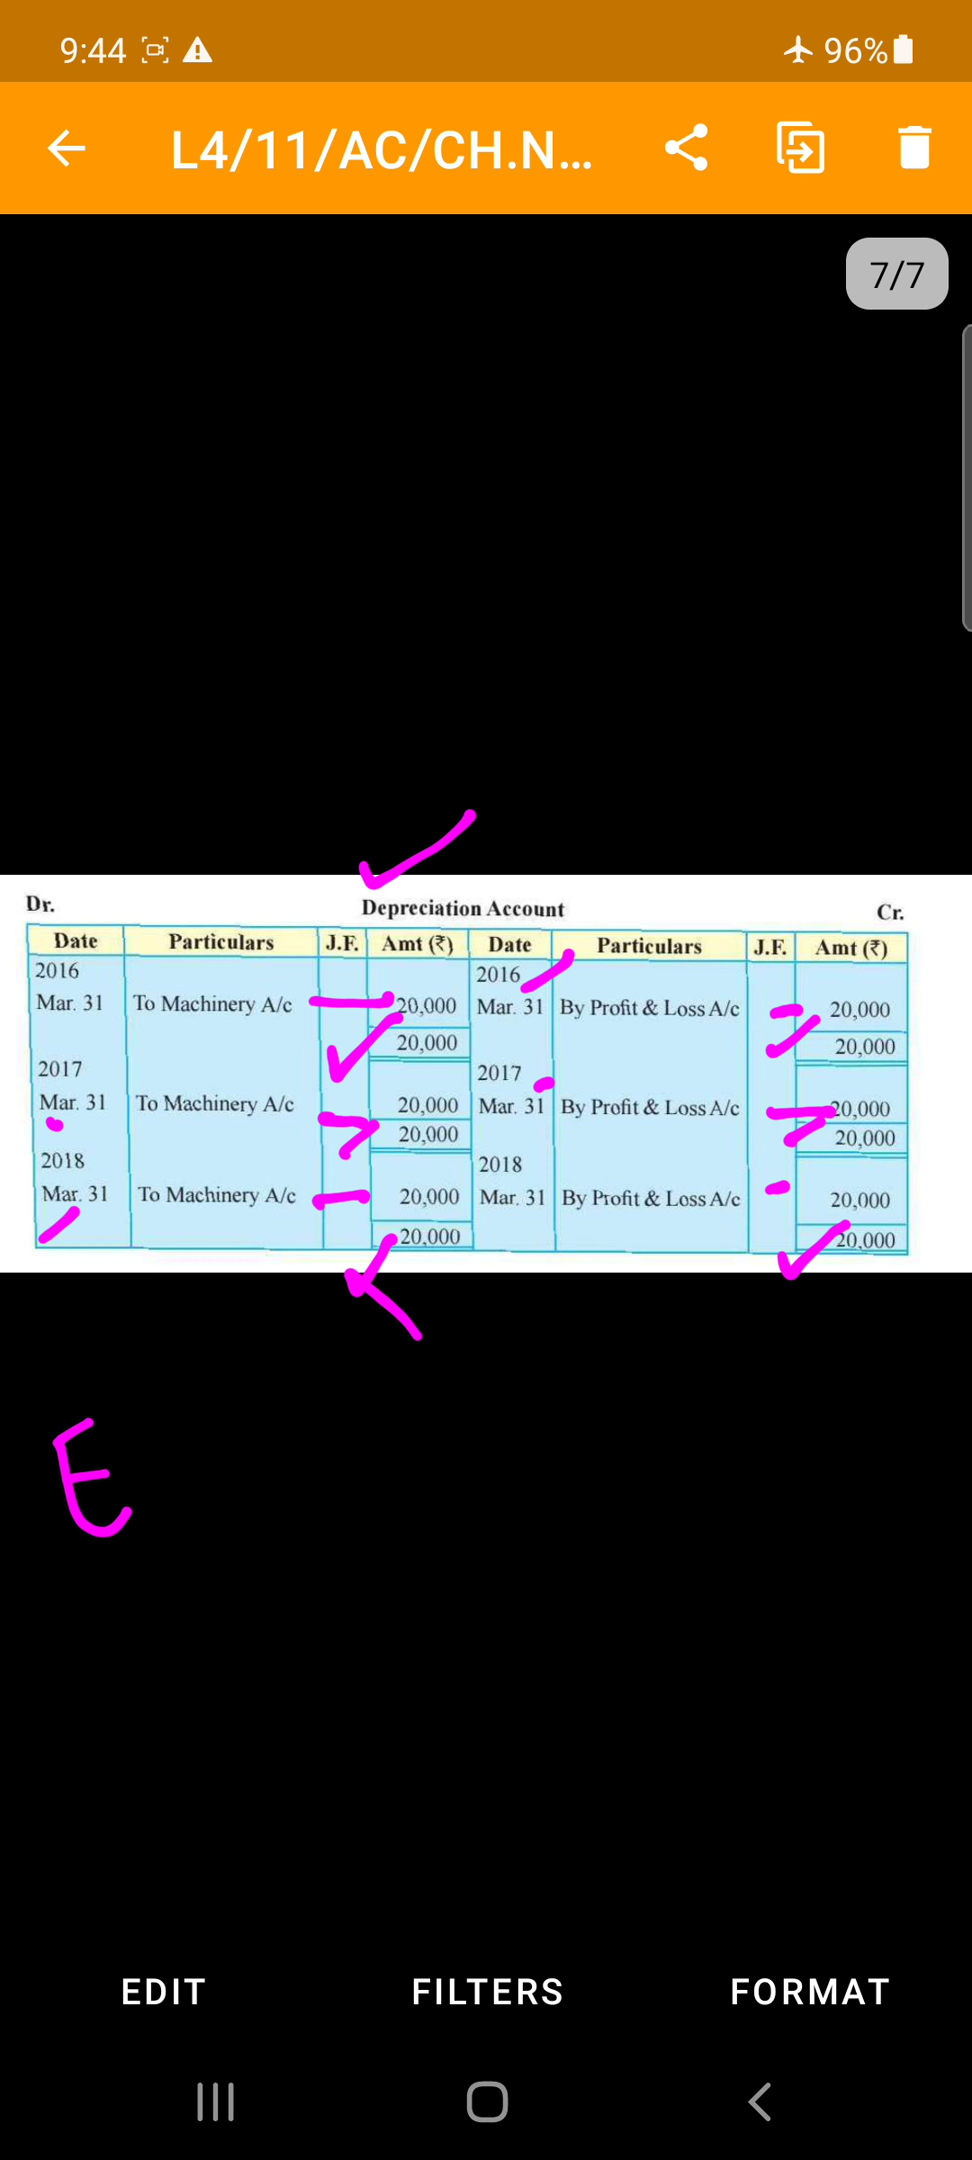 9:44 96%
L4/11/AC/CH.N...
7/7
Dr. Depreciation Account Cr.
Date Particulars J.F. Amt (₹) Date Particulars J.F. Amt (₹)
2016 2016
Mar. 31 To Machinery A/c 20,000 Mar. 31 By Profit & Loss A/c 20,000
20,000 20,000
2017 2017
Mar. 31 To Machinery A/c 20,000 Mar. 31 By Profit & Loss A/c 20,000
20,000 20,000
2018 2018
Mar. 31 To Machinery A/c 20,000 Mar. 31 By Profit & Loss A/c 20,000
20,000 20,000
E
EDIT FILTERS FORMAT